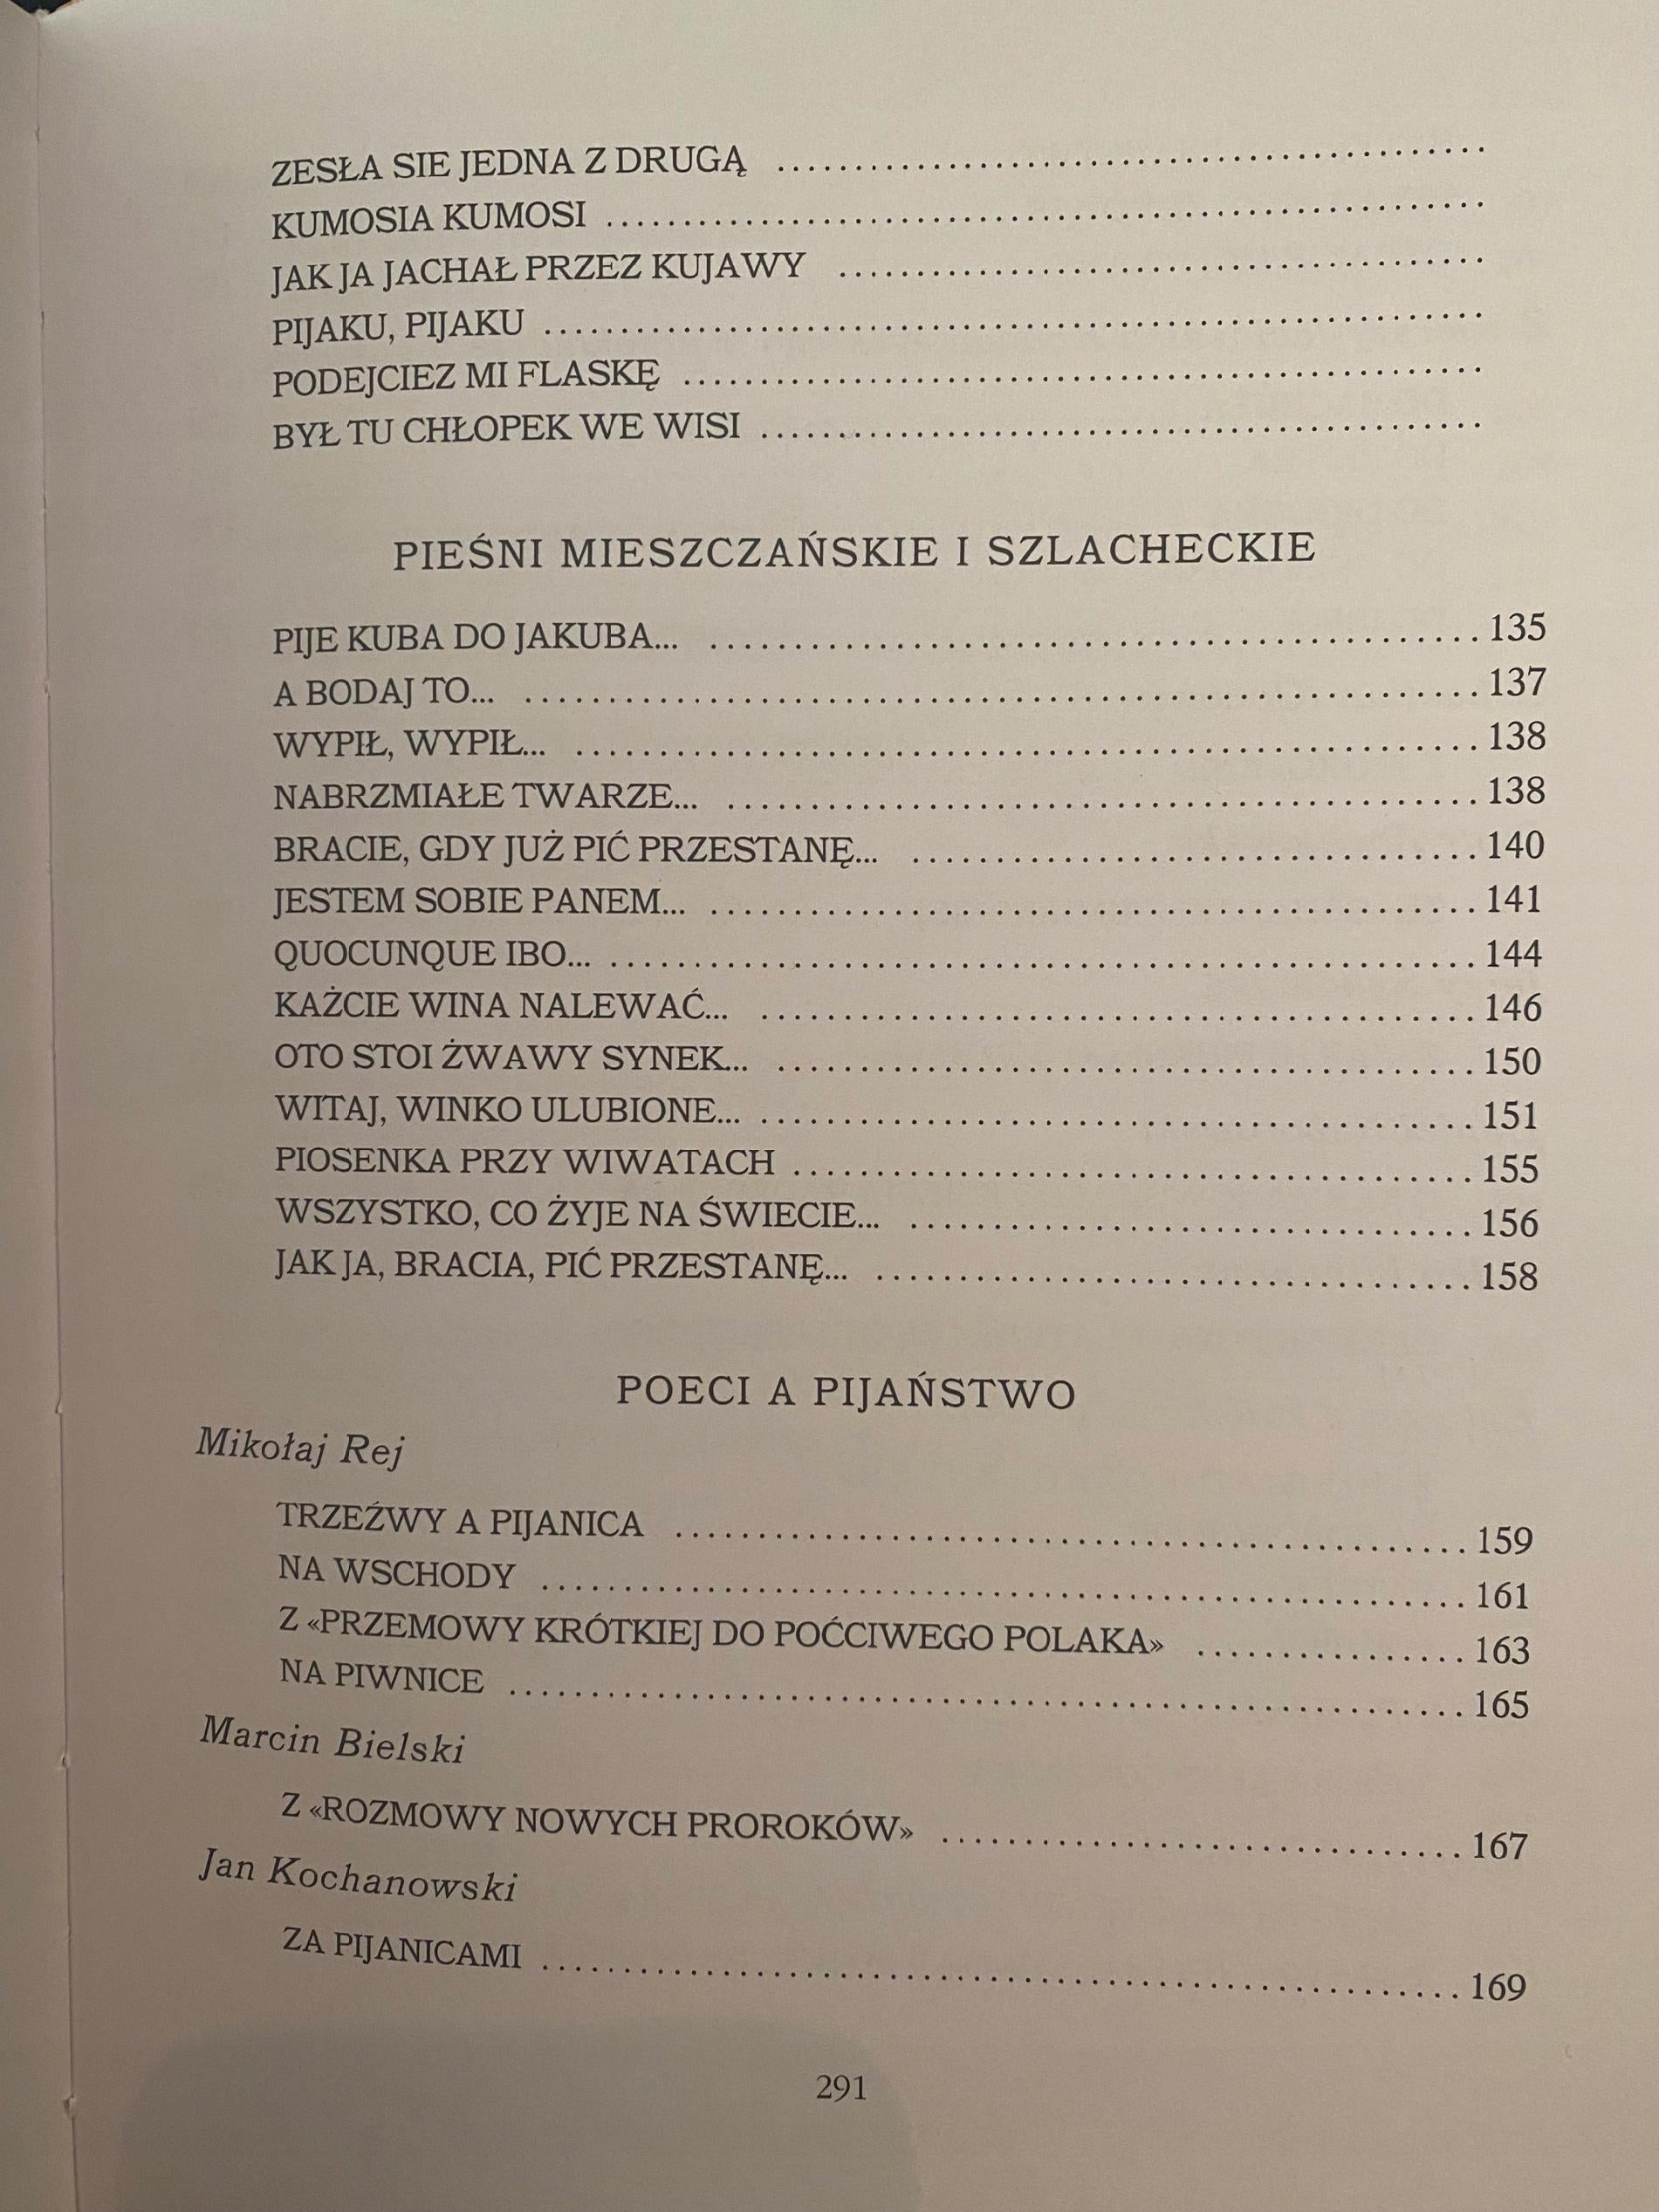 ZESŁA SIE JEDNA Z DRUGĄ ..............................................
KUMOSIA KUMOSI .........................................................
JAK JA JACHAŁ PRZEZ KUJAWY ..........................................
PIJAKU, PIJAKU .............................................................
PODEJCIEZ MI FLASKĘ ....................................................
BYŁ TU CHŁOPEK WE WISI ...............................................
PIEŚNI MIESZCZAŃSKIE I SZLACHECKIE
PIJE KUBA DO JAKUBA... .................................................. 135
A BODAJ TO... .............................................................. 137
WYPIŁ, WYPIŁ... ........................................................... 138
NABRZMIAŁE TWARZE... ................................................. 138
BRACIE, GDY JUŻ PIĆ PRZESTANĘ... ..................................... 140
JESTEM SOBIE PANEM... .................................................. 141
QUOCUNQUE IBO... ........................................................ 144
KAŻCIE WINA NALEWAĆ... ............................................... 146
OTO STOI ŻWAWY SYNEK... .............................................. 150
WITAJ, WINKO ULUBIONE... .............................................. 151
PIOSENKA PRZY WIWATACH ............................................ 155
WSZYSTKO, CO ŻYJE NA ŚWIECIE... ..................................... 156
JAK JA, BRACIA, PIĆ PRZESTANĘ... ....................................... 158
POECI A PIJAŃSTWO
Mikołaj Rej
TRZEŹWY A PIJANICA .................................................... 159
NA WSCHODY ............................................................. 161
Z «PRZEMOWY KRÓTKIEJ DO POĆCIWEGO POLAKA» ................. 163
NA PIWNICE ............................................................... 165
Marcin Bielski
Z «ROZMOWY NOWYCH PROROKÓW» .................................. 167
Jan Kochanowski
ZA PIJANICAMI ............................................................ 169
291